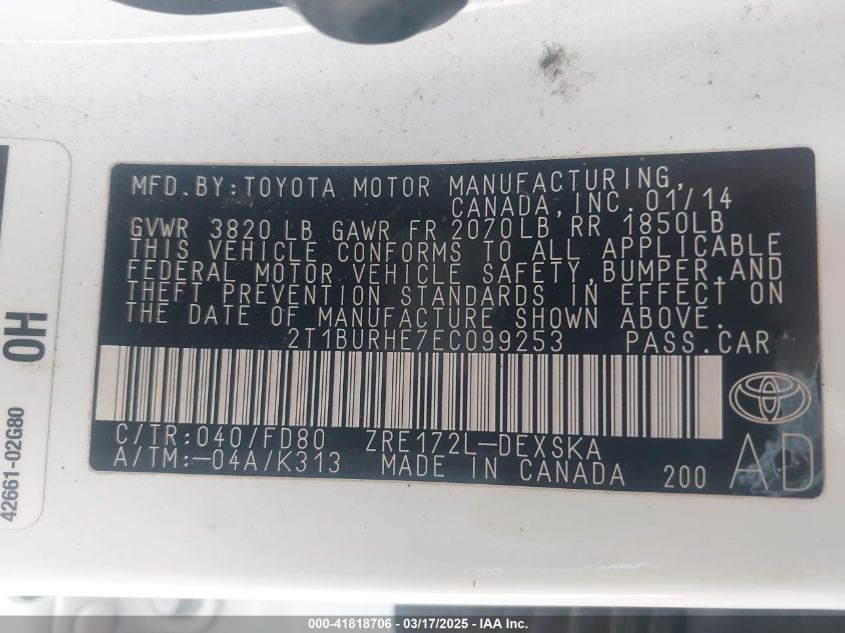 MFD.BY:TOYOTA MOTOR MANUFACTURING,
CANADA,INC.01/14
GVWR 3820 LB GAWR FR 2070LB RR 1850LB
THIS VEHICLE CONFORMS TO ALL APPLICABLE
FEDERAL MOTOR VEHICLE SAFETY,BUMPER,AND
THEFT PREVENTION STANDARDS IN EFFECT ON
THE DATE OF MANUFACTURE SHOWN ABOVE.
2T1BURHE7EC099253 PASS.CAR
C/TR:040/FD80 ZRE172L-DEXSKA
A/TM:-04A/K313 MADE IN CANADA 200
AD
OH
42661-02G80
000-41818706 - 03/17/2025 - IAA Inc.